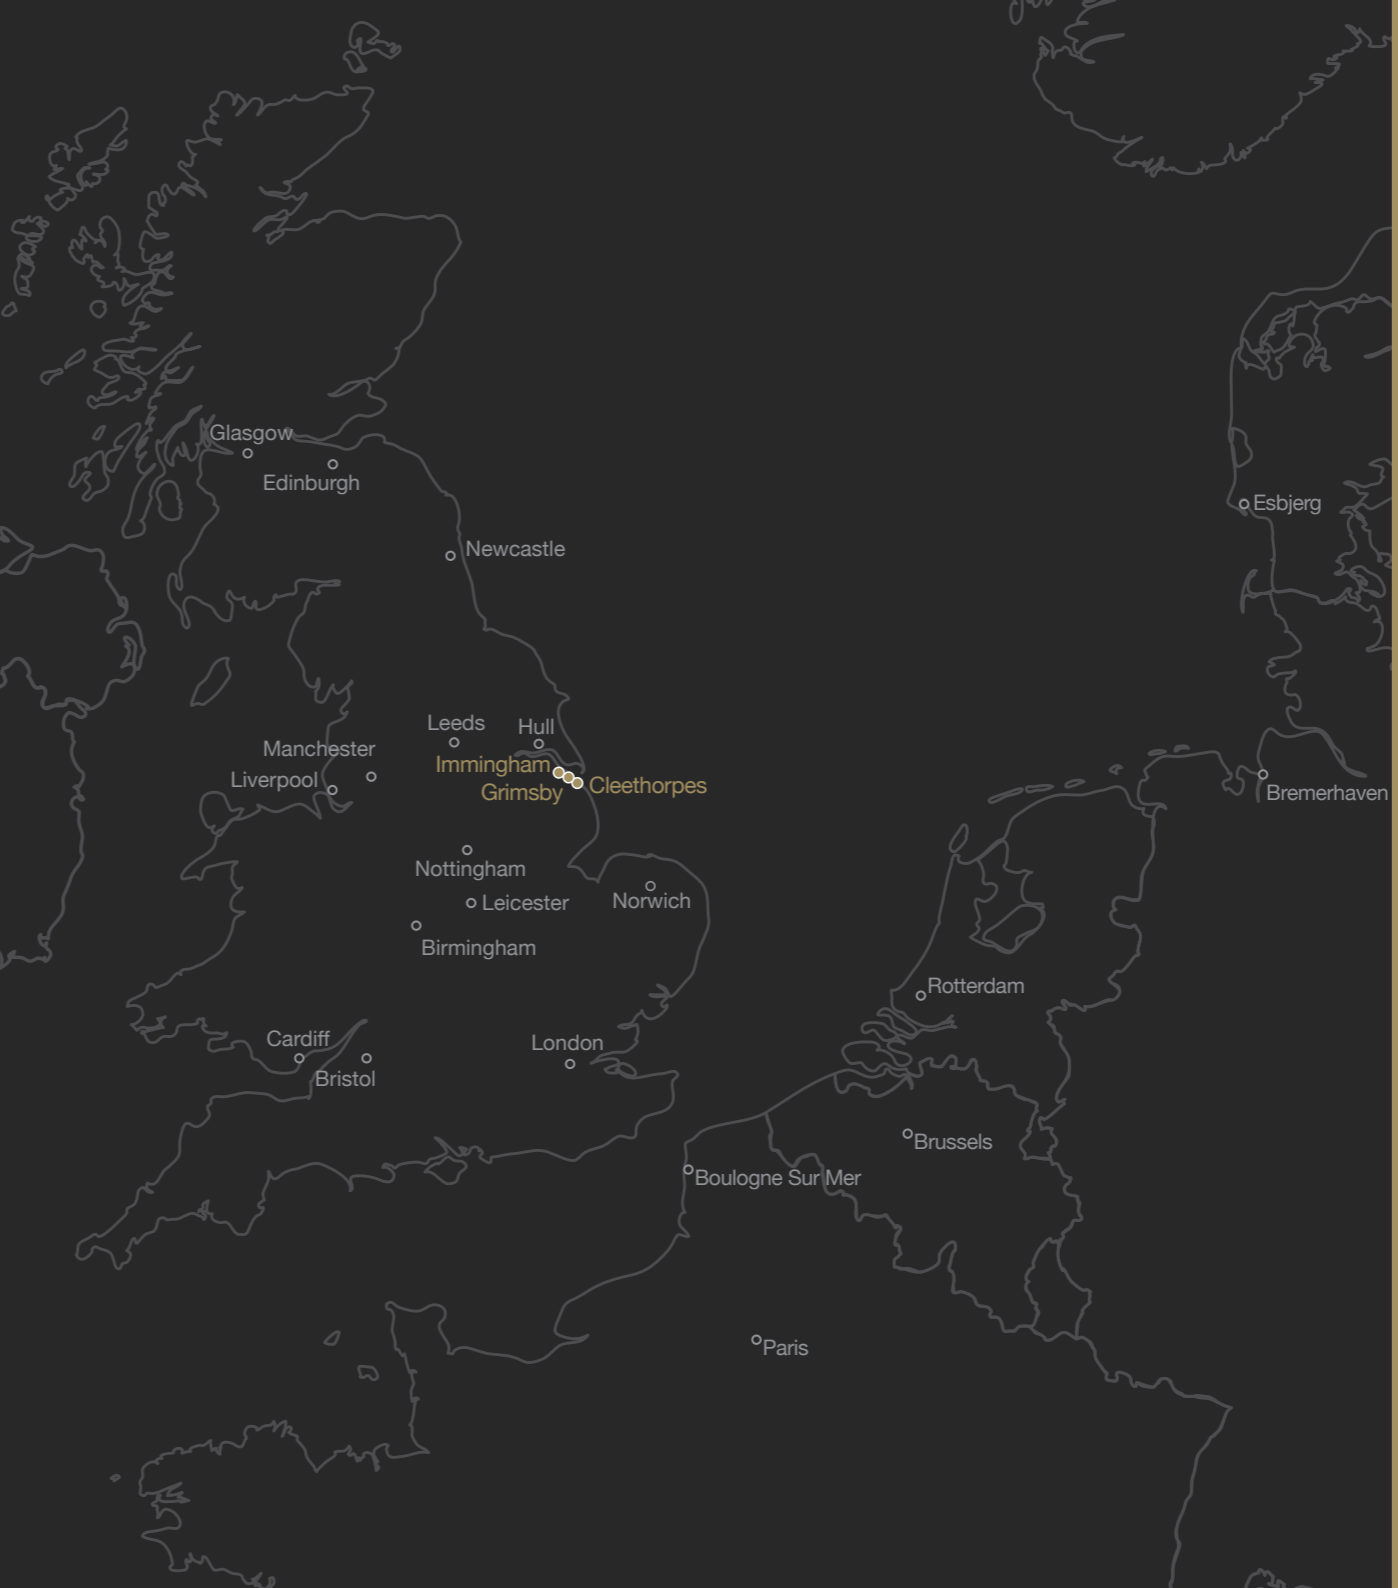 Glasgow
Edinburgh
Esbjerg
Newcastle
Leeds
Hull
Manchester
Immingham
Liverpool
Cleethorpes
Grimsby
Bremerhaven
Nottingham
Leicester
Norwich
Birmingham
Rotterdam
Cardiff
London
Bristol
Brussels
Boulogne Sur Mer
Paris